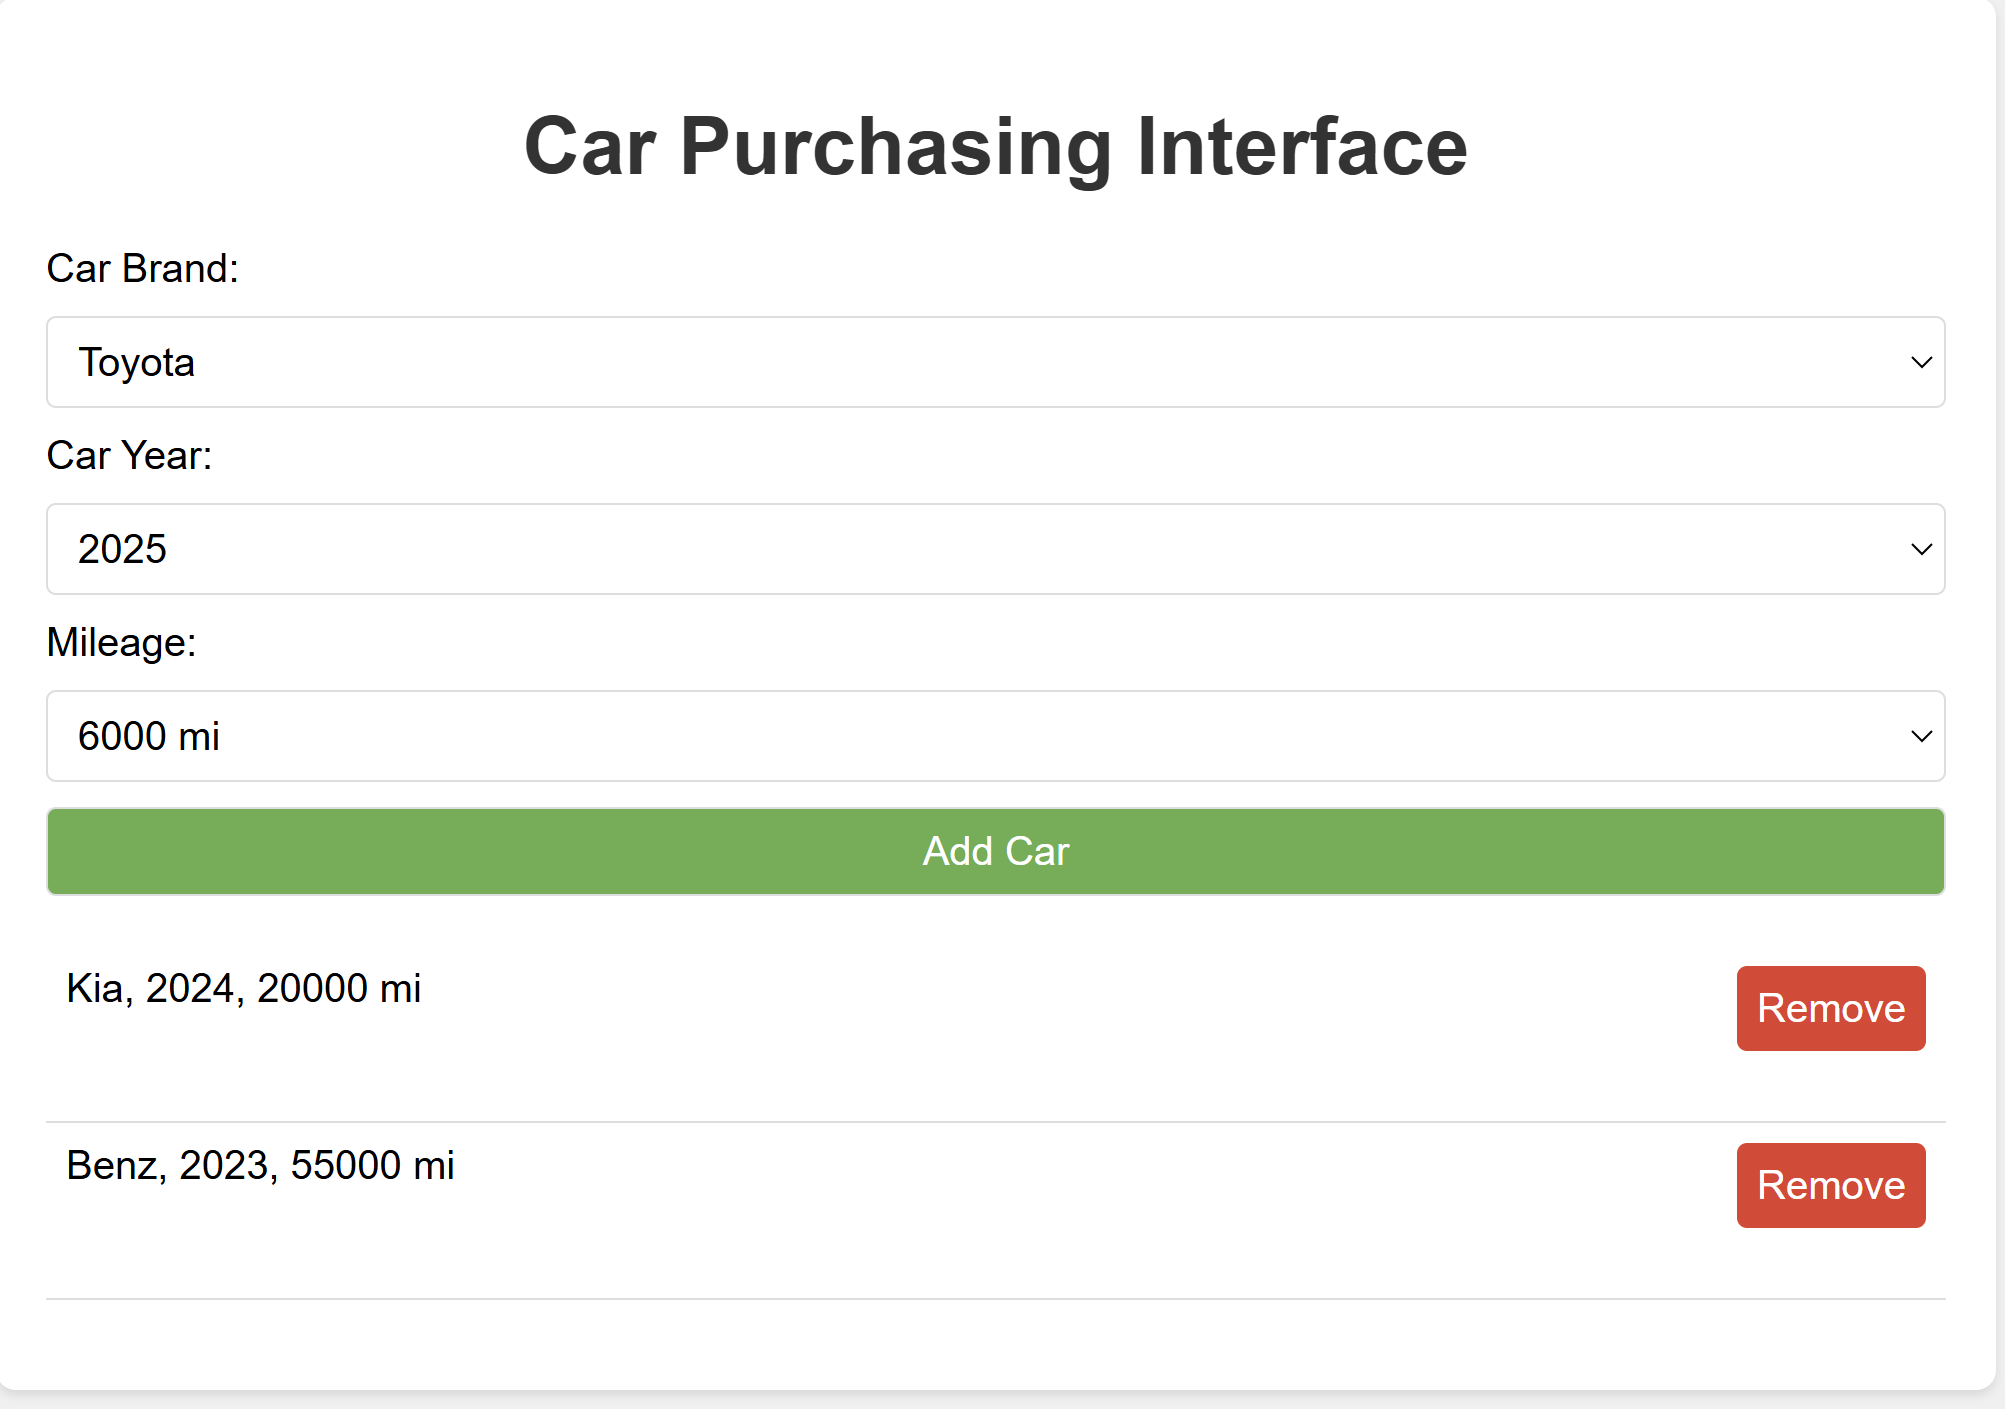 Car Purchasing Interface
Car Brand:
Toyota
Car Year:
2025
Mileage:
6000 mi
Add Car
Kia, 2024, 20000 mi
Remove
Benz, 2023, 55000 mi
Remove